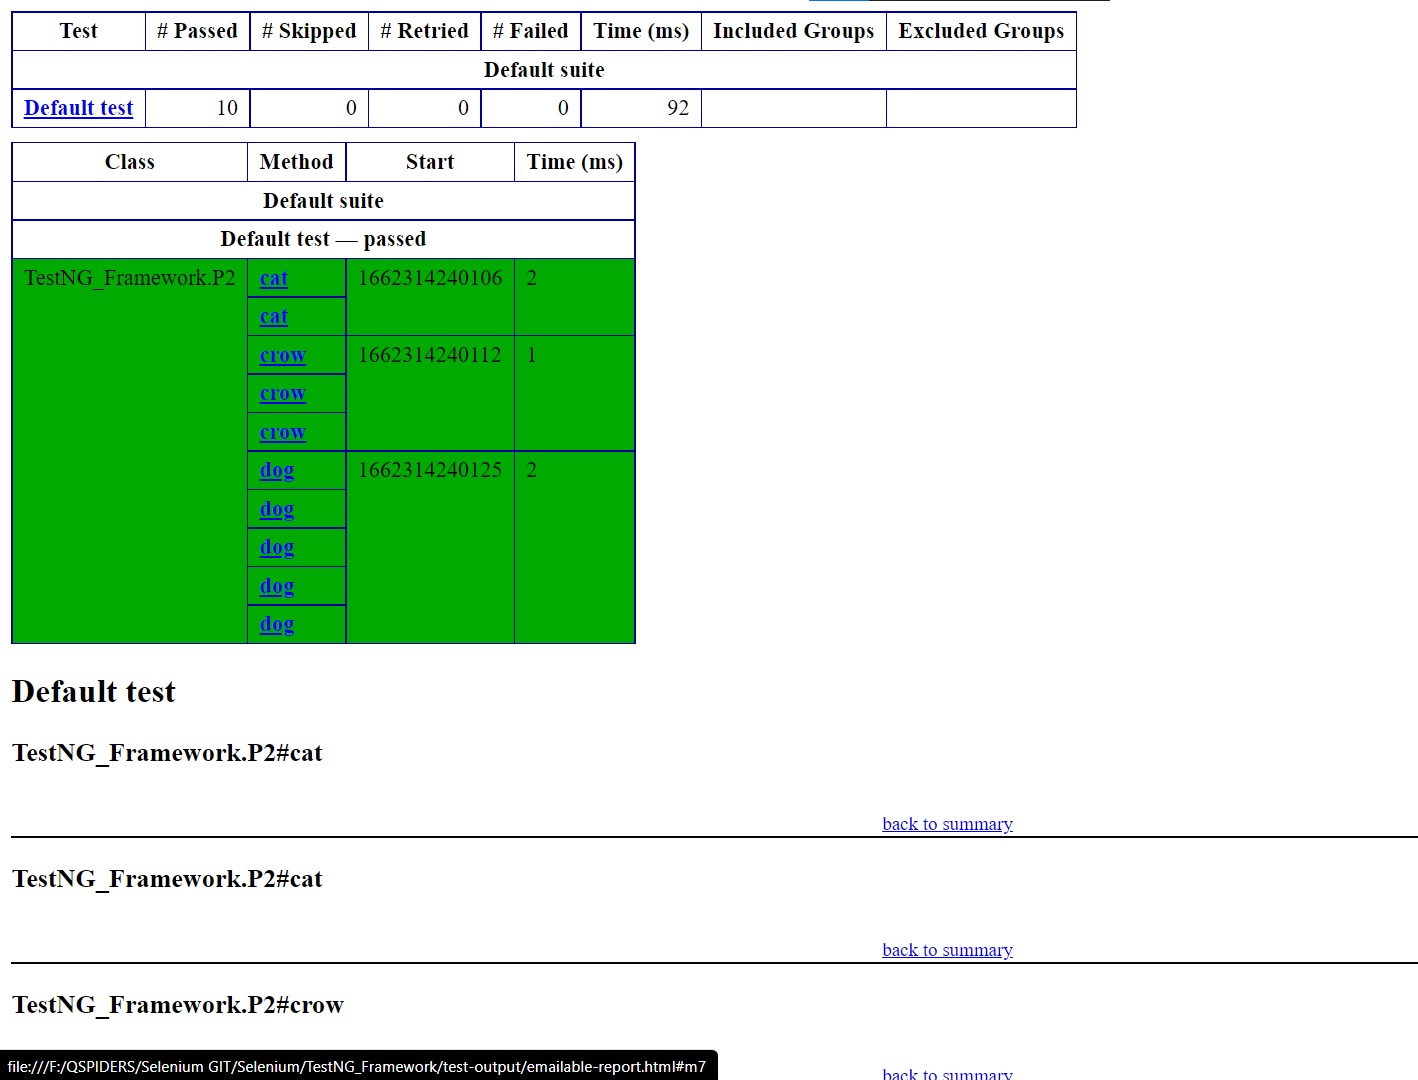 Test # Passed # Skipped # Retried # Failed Time (ms) Included Groups Excluded Groups
Default suite
Default test 10 0 0 0 92
Class Method Start Time (ms)
Default suite
Default test — passed
TestNG_Framework.P2 cat 1662314240106 2
cat
crow 1662314240112 1
crow
crow
dog 1662314240125 2
dog
dog
dog
dog
Default test
TestNG_Framework.P2#cat
back to summary
TestNG_Framework.P2#cat
back to summary
TestNG_Framework.P2#crow
file:///F:/QSPIDERS/Selenium GIT/Selenium/TestNG_Framework/test-output/emailable-report.html#m7
back to summary